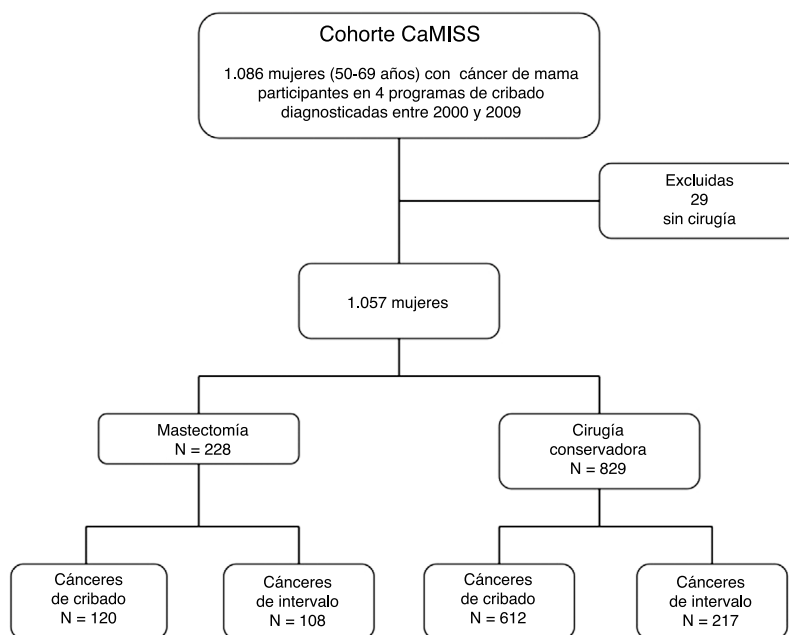 Cohorte CaMISS
1.086 mujeres (50-69 años) con cáncer de mama
participantes en 4 programas de cribado
diagnosticadas entre 2000 y 2009
Excluidas
29
sin cirugía
1.057 mujeres
Mastectomía
N = 228
Cirugía
conservadora
N = 829
Cánceres
de cribado
N = 120
Cánceres
de intervalo
N = 108
Cánceres
de cribado
N = 612
Cánceres
de intervalo
N = 217